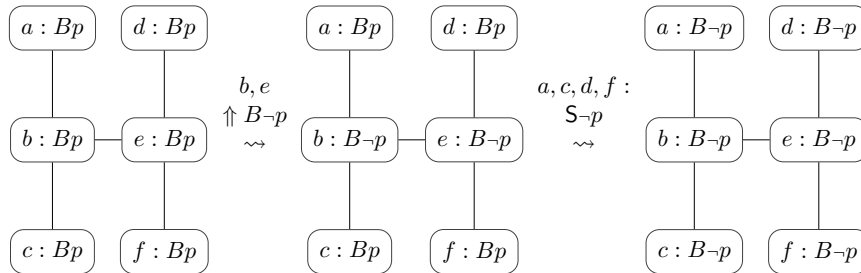 a : Bp d : Bp a : Bp d : Bp a : B¬p d : B¬p
b, e a, c, d, f :
⇑ B¬p S¬p
⇝ ⇝
b : Bp e : Bp b : B¬p e : B¬p b : B¬p e : B¬p
c : Bp f : Bp c : Bp f : Bp c : B¬p f : B¬p